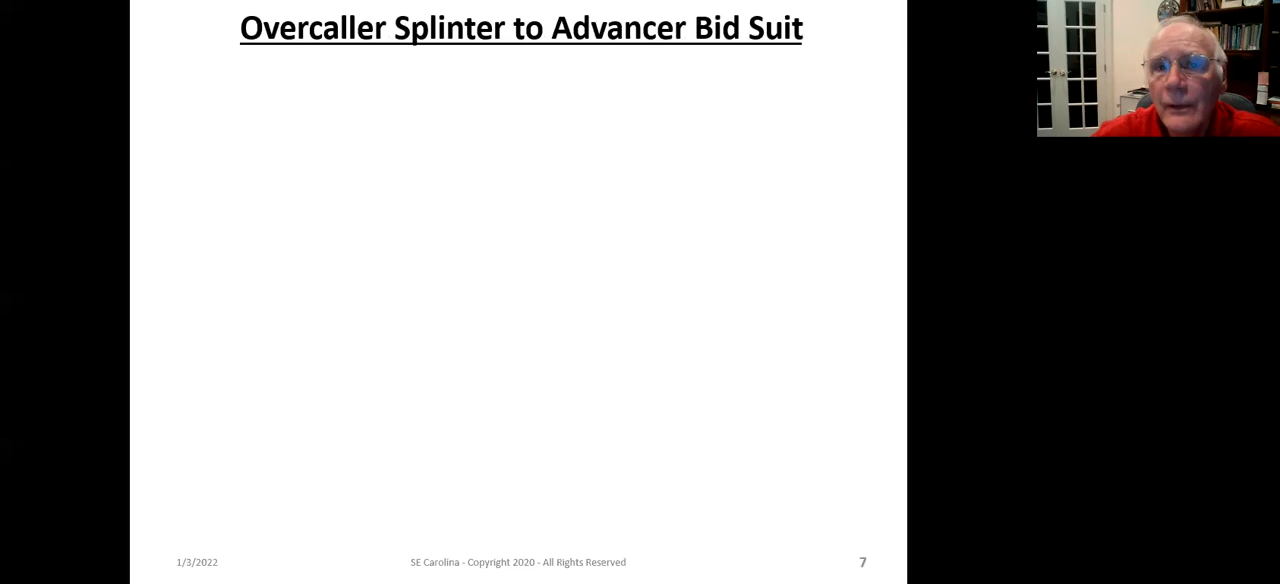 Overcaller Splinter to Advancer Bid Suit
1/3/2022
SE Carolina - Copyright 2020 - All Rights Reserved
7